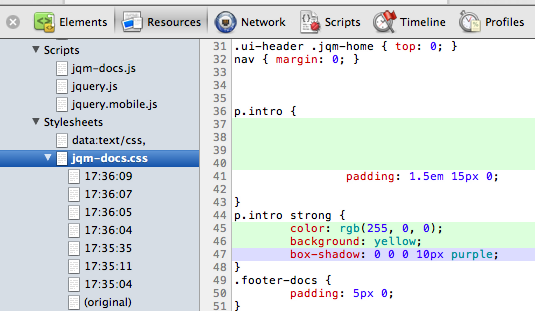 Elements Resources Network Scripts Timeline Profiles
Scripts
jqm-docs.js
jquery.js
jquery.mobile.js
Stylesheets
data:text/css,
jqm-docs.css
17:36:09
17:36:07
17:36:05
17:36:04
17:35:35
17:35:11
17:35:04
(original)
31 .ui-header .jqm-home { top: 0; }
32 nav { margin: 0; }
33
34
35
36 p.intro {
37
38
39
40
41 padding: 1.5em 15px 0;
42
43 }
44 p.intro strong {
45 color: rgb(255, 0, 0);
46 background: yellow;
47 box-shadow: 0 0 0 10px purple;
48 }
49 .footer-docs {
50 padding: 5px 0;
51 }